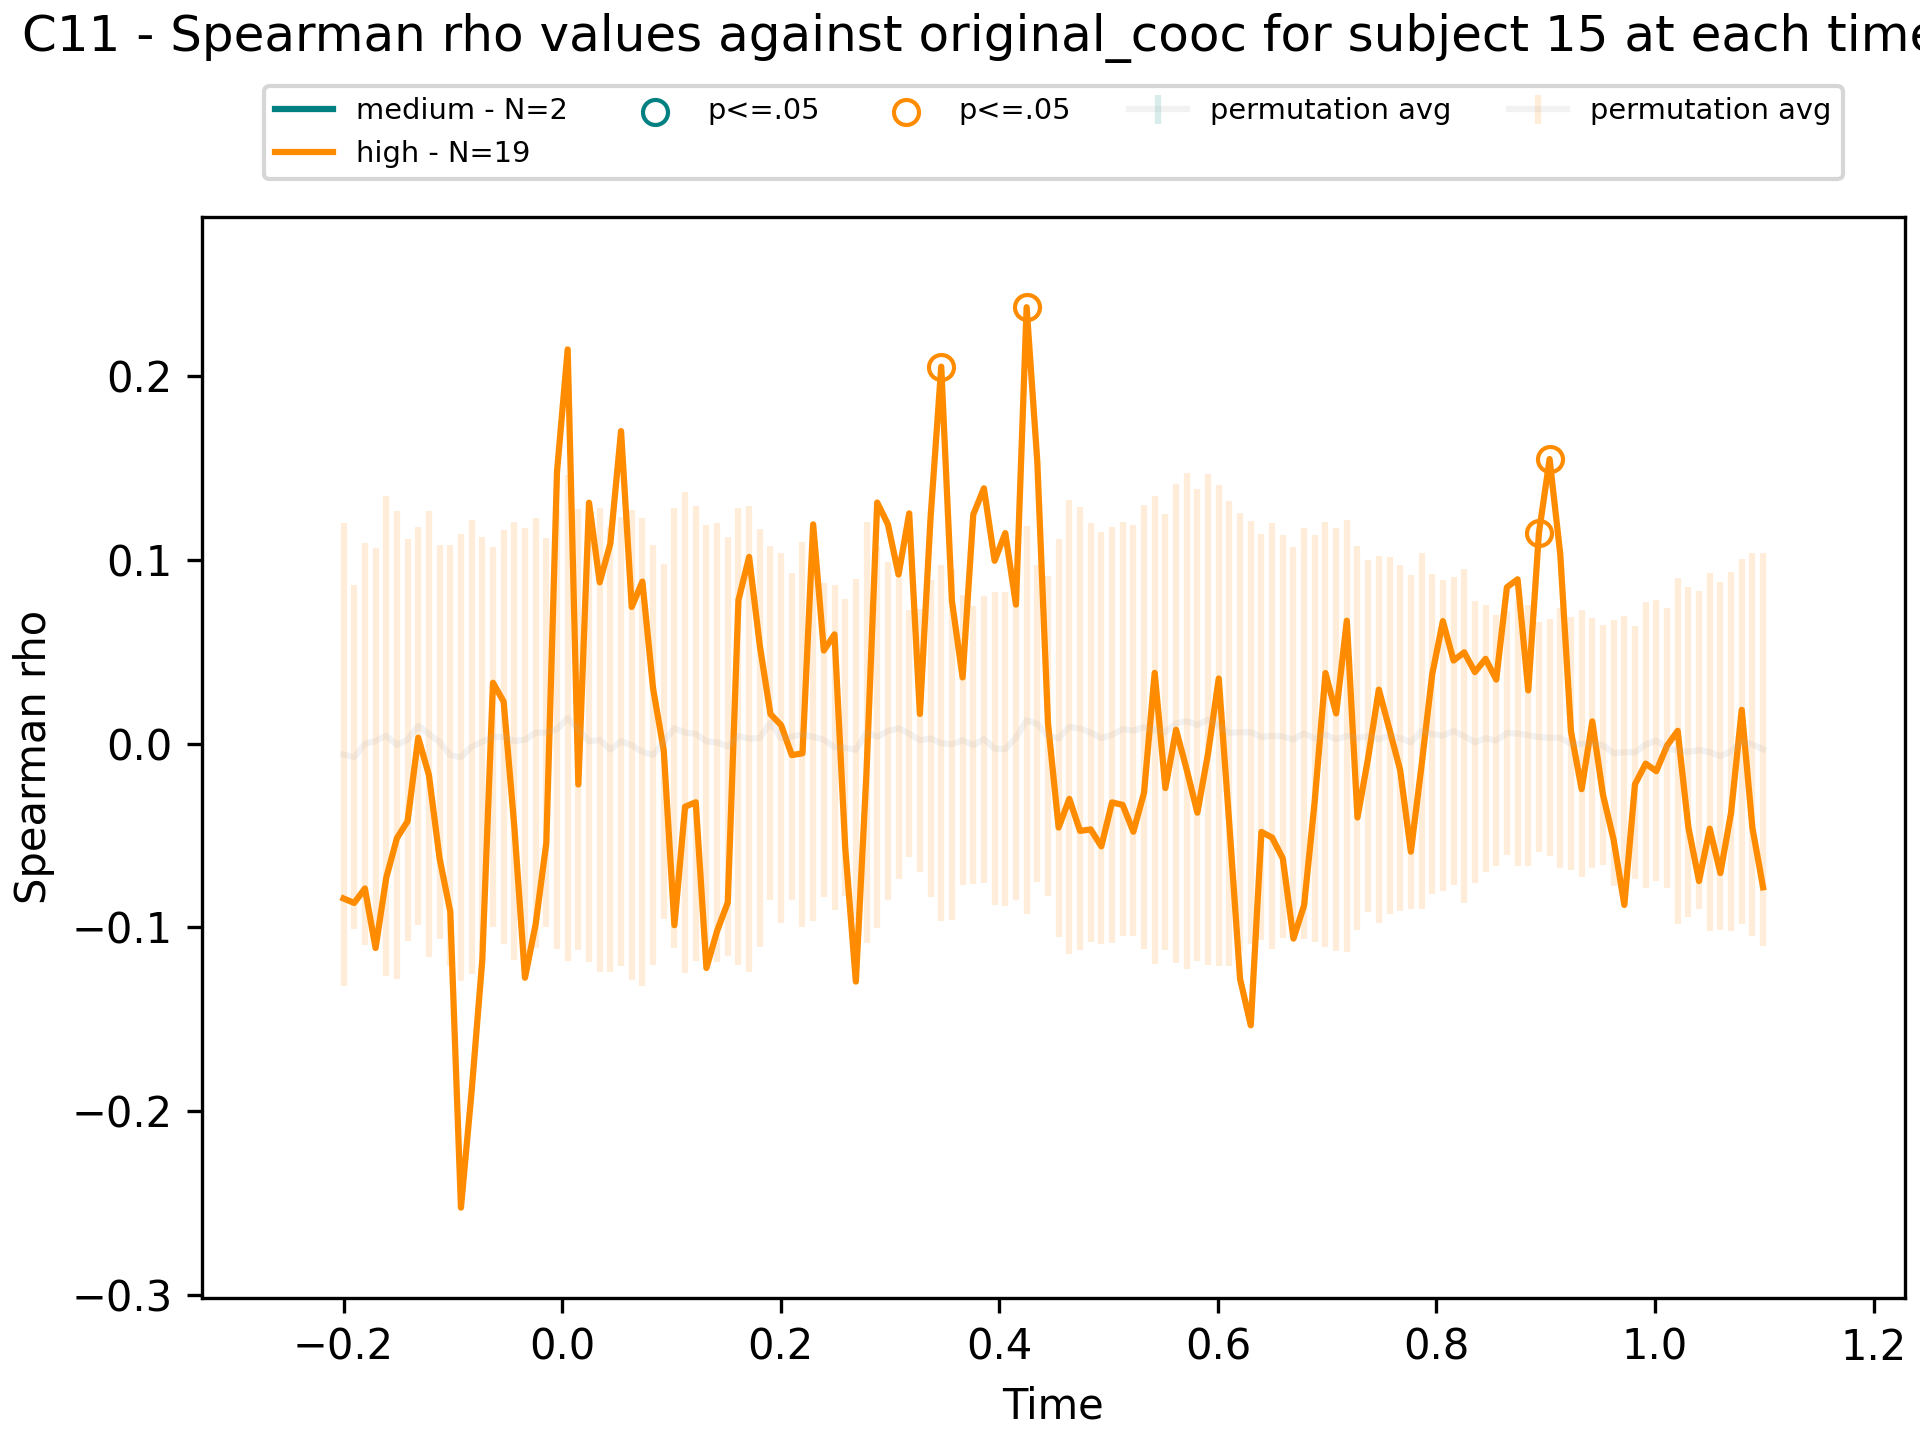 C11 - Spearman rho values against original_cooc for subject 15 at each time
medium - N=2
high - N=19
p<=.05
p<=.05
permutation avg
permutation avg
Spearman rho
0.2
0.1
0.0
−0.1
−0.2
−0.3
−0.2 0.0 0.2 0.4 0.6 0.8 1.0 1.2
Time